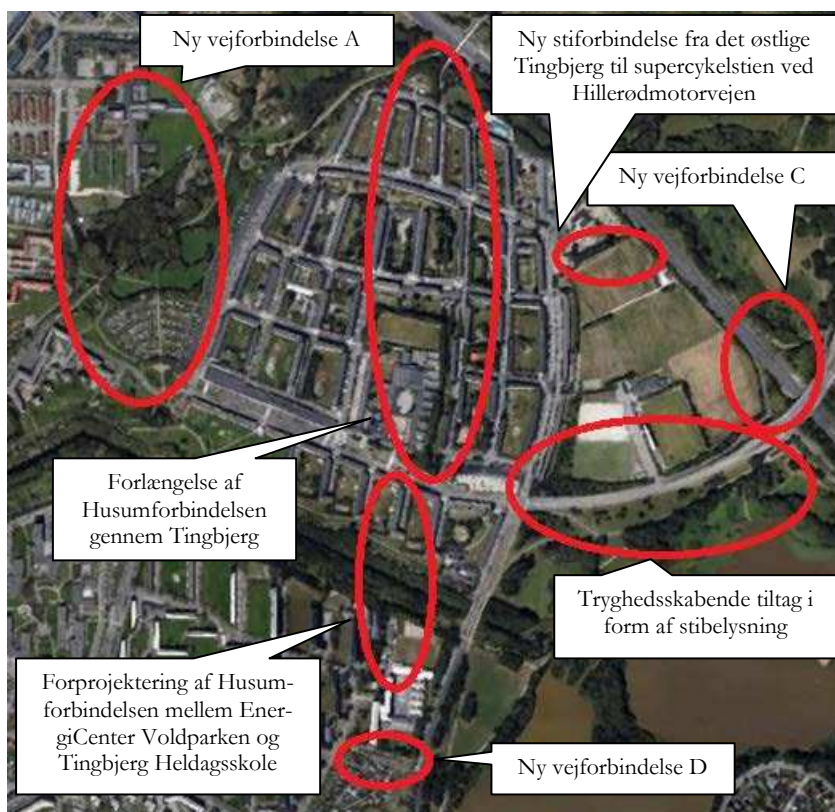 Ny vejforbindelse A
Ny stiforbindelse fra det østlige
Tingbjerg til supercykelstien ved
Hillerødmotorvejen
Ny vejforbindelse C
Forlængelse af
Husumforbindelsen
gennem Tingbjerg
Tryghedsskabende tiltag i
form af stibelysning
Forprojektering af Husum-
forbindelsen mellem Ener-
giCenter Voldparken og
Tingbjerg Heldagsskole
Ny vejforbindelse D